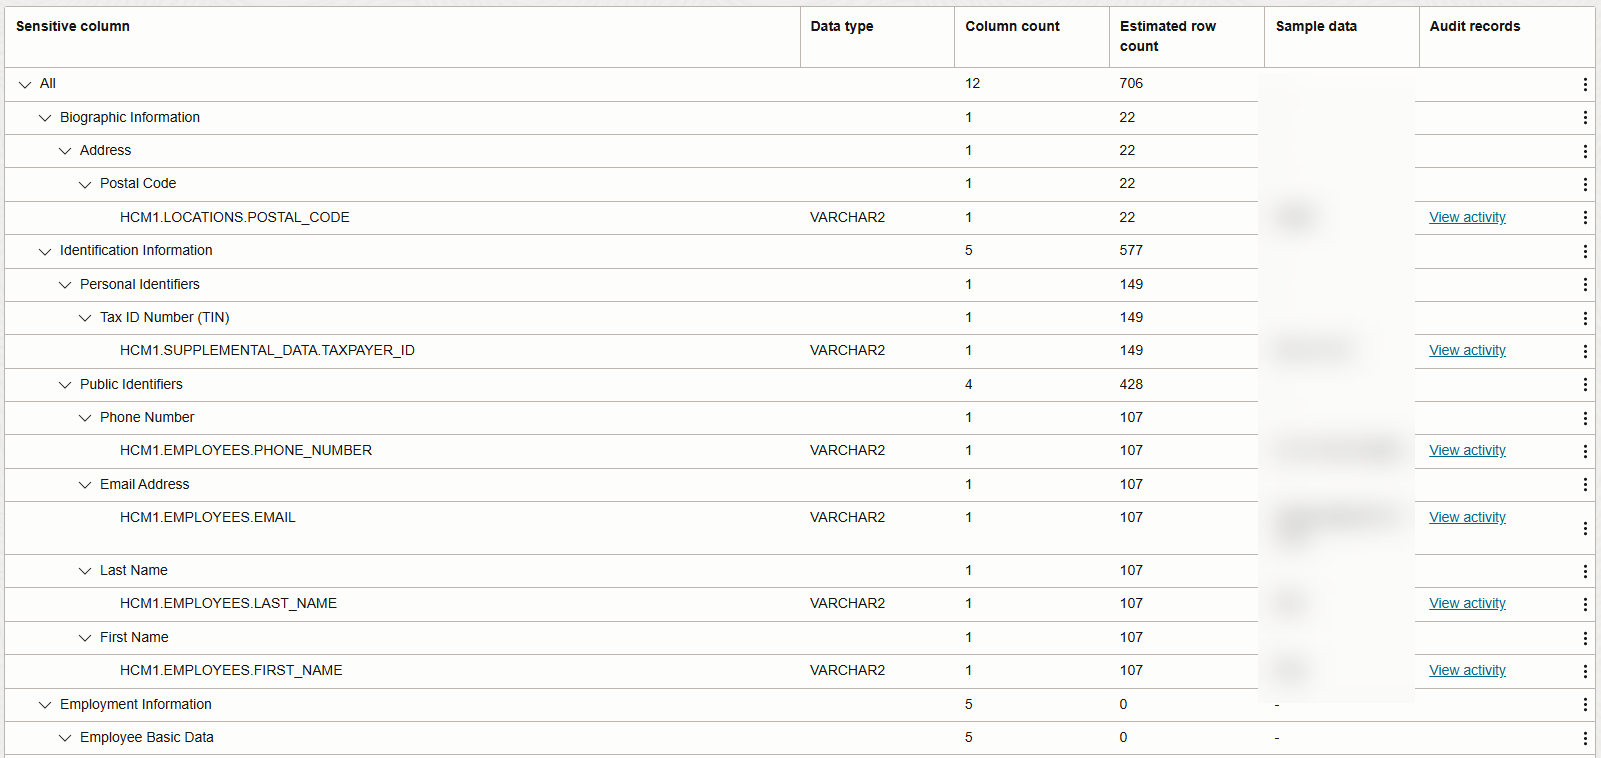 Sensitive column Data type Column count Estimated row count Sample data Audit records
All 12 706
Biographic Information 1 22
Address 1 22
Postal Code 1 22
HCM1.LOCATIONS.POSTAL_CODE VARCHAR2 1 22 View activity
Identification Information 5 577
Personal Identifiers 1 149
Tax ID Number (TIN) 1 149
HCM1.SUPPLEMENTAL_DATA.TAXPAYER_ID VARCHAR2 1 149 View activity
Public Identifiers 4 428
Phone Number 1 107
HCM1.EMPLOYEES.PHONE_NUMBER VARCHAR2 1 107 View activity
Email Address 1 107
HCM1.EMPLOYEES.EMAIL VARCHAR2 1 107 View activity
Last Name 1 107
HCM1.EMPLOYEES.LAST_NAME VARCHAR2 1 107 View activity
First Name 1 107
HCM1.EMPLOYEES.FIRST_NAME VARCHAR2 1 107 View activity
Employment Information 5 0 -
Employee Basic Data 5 0 -